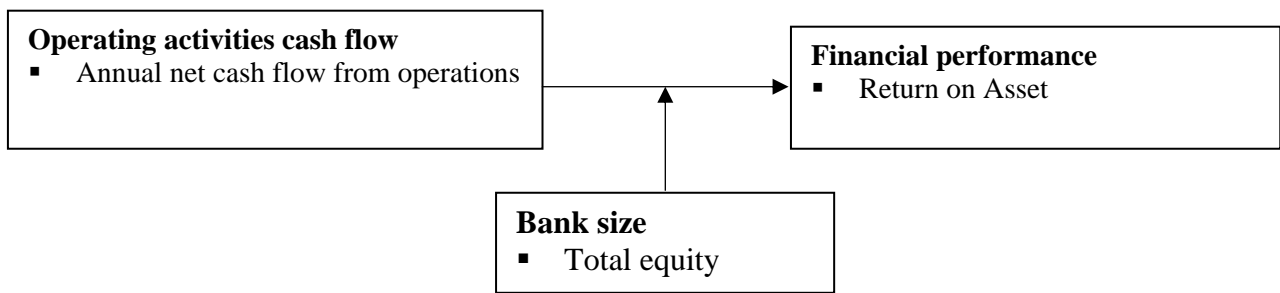 Operating activities cash flow
▪ Annual net cash flow from operations
Financial performance
▪ Return on Asset
Bank size
▪ Total equity